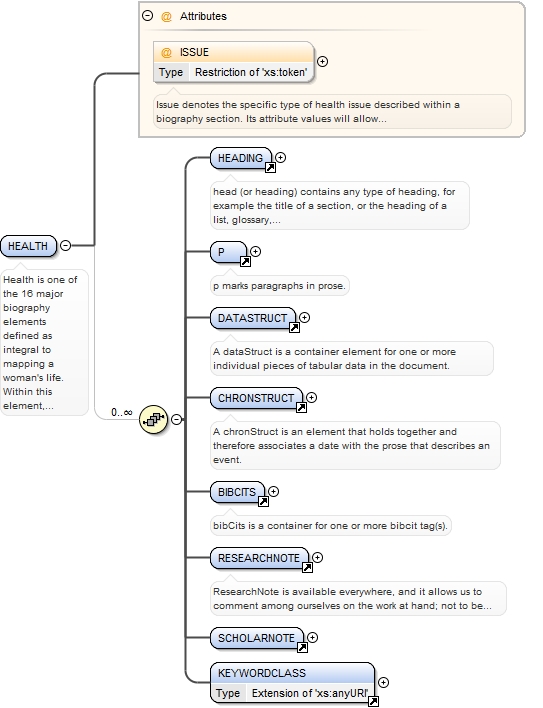 Attributes
ISSUE
Type Restriction of 'xs:token'
Issue denotes the specific type of health issue described within a
biography section. Its attribute values will allow...
HEADING
head (or heading) contains any type of heading, for
example the title of a section, or the heading of a
list, glossary,...
HEALTH
Health is one of
the 16 major
biography
elements
defined as
integral to
mapping a
woman's life.
Within this
element,...
P
p marks paragraphs in prose.
DATASTRUCT
A dataStruct is a container element for one or more
individual pieces of tabular data in the document.
CHRONSTRUCT
0..∞
A chronStruct is an element that holds together and
therefore associates a date with the prose that describes an
event.
BIBCITS
bibCits is a container for one or more bibcit tag(s).
RESEARCHNOTE
ResearchNote is available everywhere, and it allows us to
comment among ourselves on the work at hand; not to be...
SCHOLARNOTE
KEYWORDCLASS
Type Extension of 'xs:anyURI'